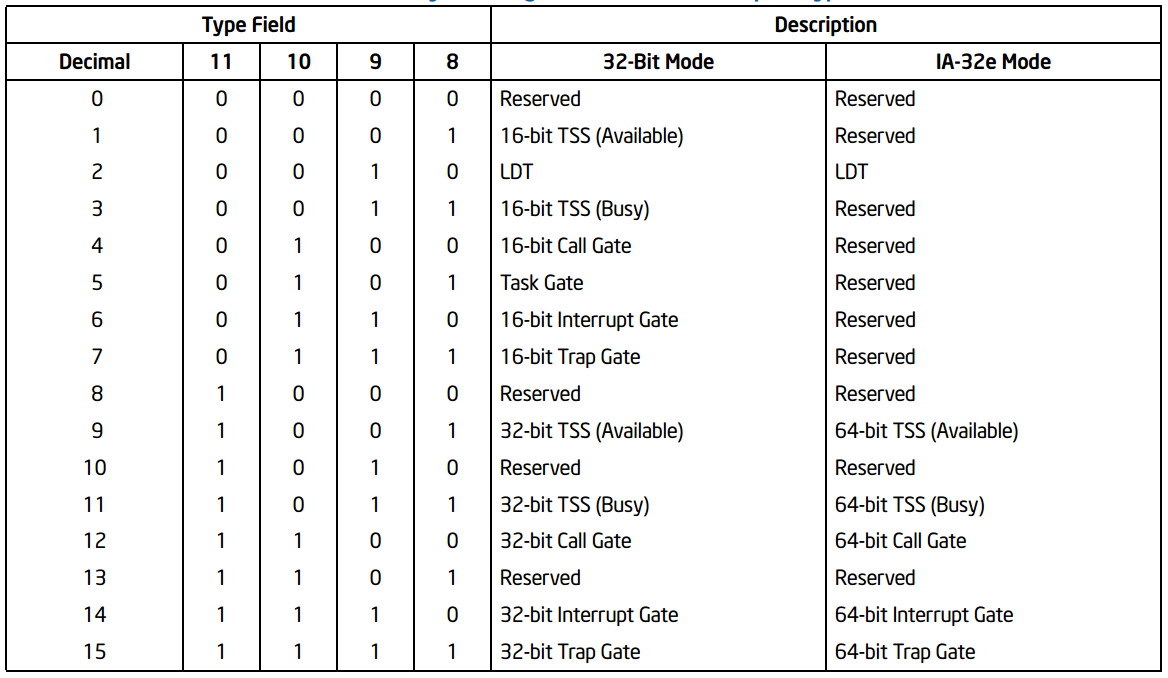 Type Field Description
Decimal 11 10 9 8 32-Bit Mode IA-32e Mode
0 0 0 0 0 Reserved Reserved
1 0 0 0 1 16-bit TSS (Available) Reserved
2 0 0 1 0 LDT LDT
3 0 0 1 1 16-bit TSS (Busy) Reserved
4 0 1 0 0 16-bit Call Gate Reserved
5 0 1 0 1 Task Gate Reserved
6 0 1 1 0 16-bit Interrupt Gate Reserved
7 0 1 1 1 16-bit Trap Gate Reserved
8 1 0 0 0 Reserved Reserved
9 1 0 0 1 32-bit TSS (Available) 64-bit TSS (Available)
10 1 0 1 0 Reserved Reserved
11 1 0 1 1 32-bit TSS (Busy) 64-bit TSS (Busy)
12 1 1 0 0 32-bit Call Gate 64-bit Call Gate
13 1 1 0 1 Reserved Reserved
14 1 1 1 0 32-bit Interrupt Gate 64-bit Interrupt Gate
15 1 1 1 1 32-bit Trap Gate 64-bit Trap Gate